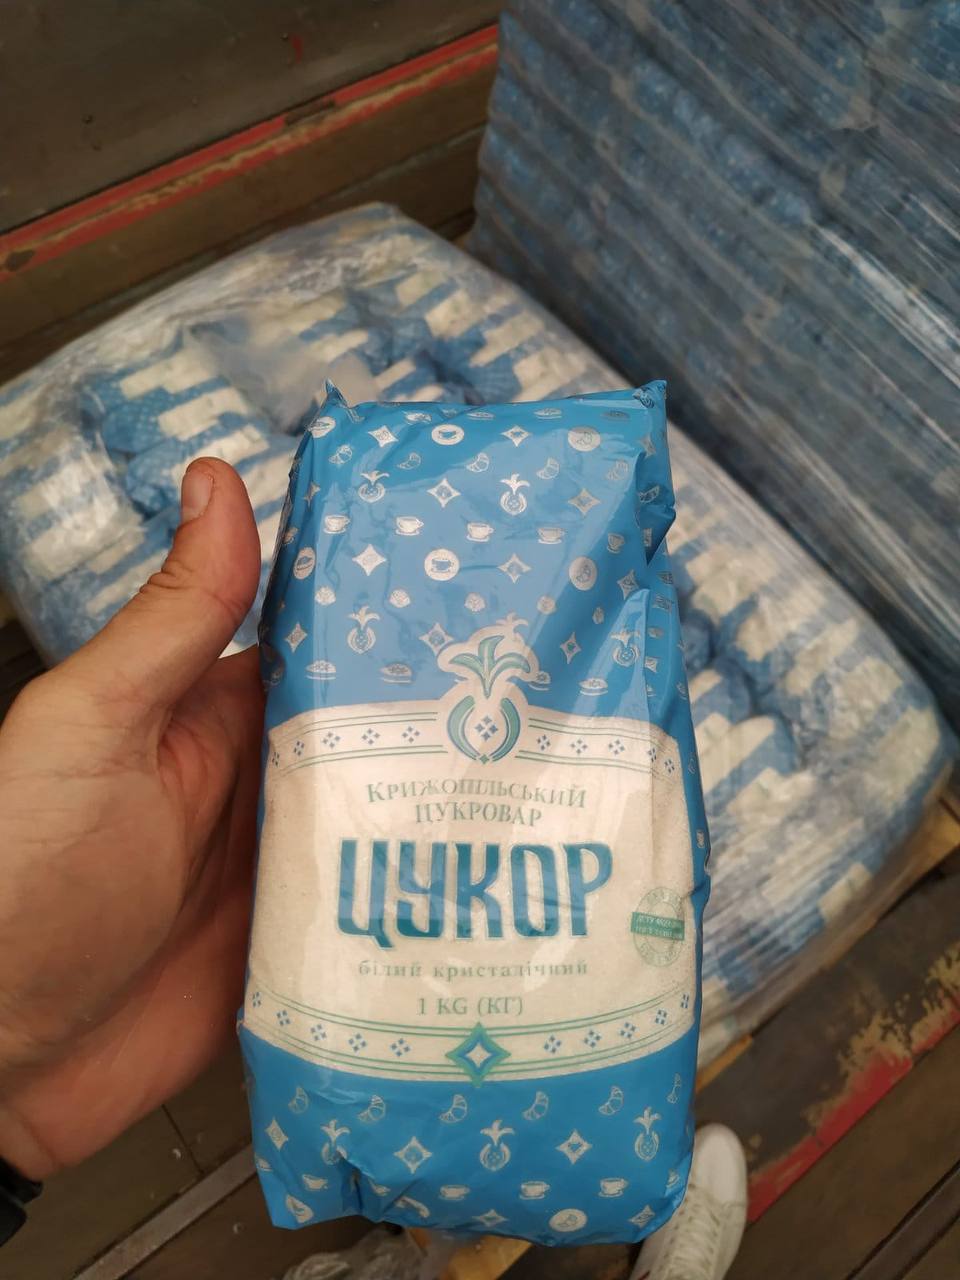 Крижопільський
цукровар
ЦУКОР
білий кристалічний
1 KG (КГ)